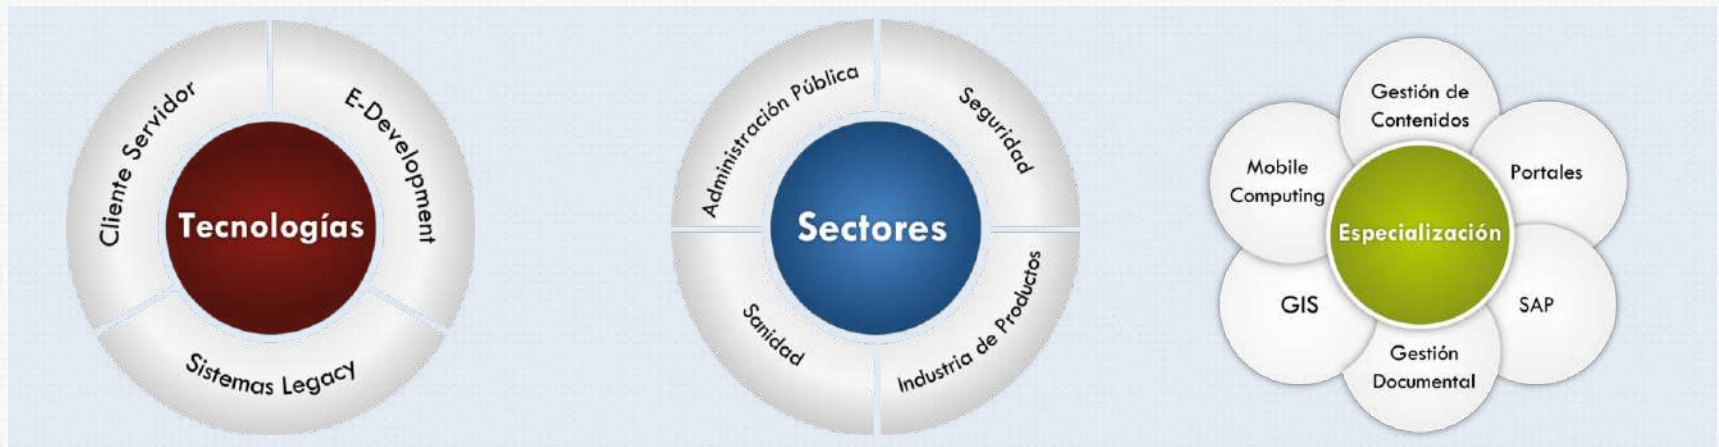 Cliente Servidor
E-Development
Tecnologías
Sistemas Legacy
Administración Pública
Seguridad
Sectores
Sanidad
Industria de Productos
Gestión de
Contenidos
Mobile
Computing
Portales
Especialización
GIS
SAP
Gestión
Documental